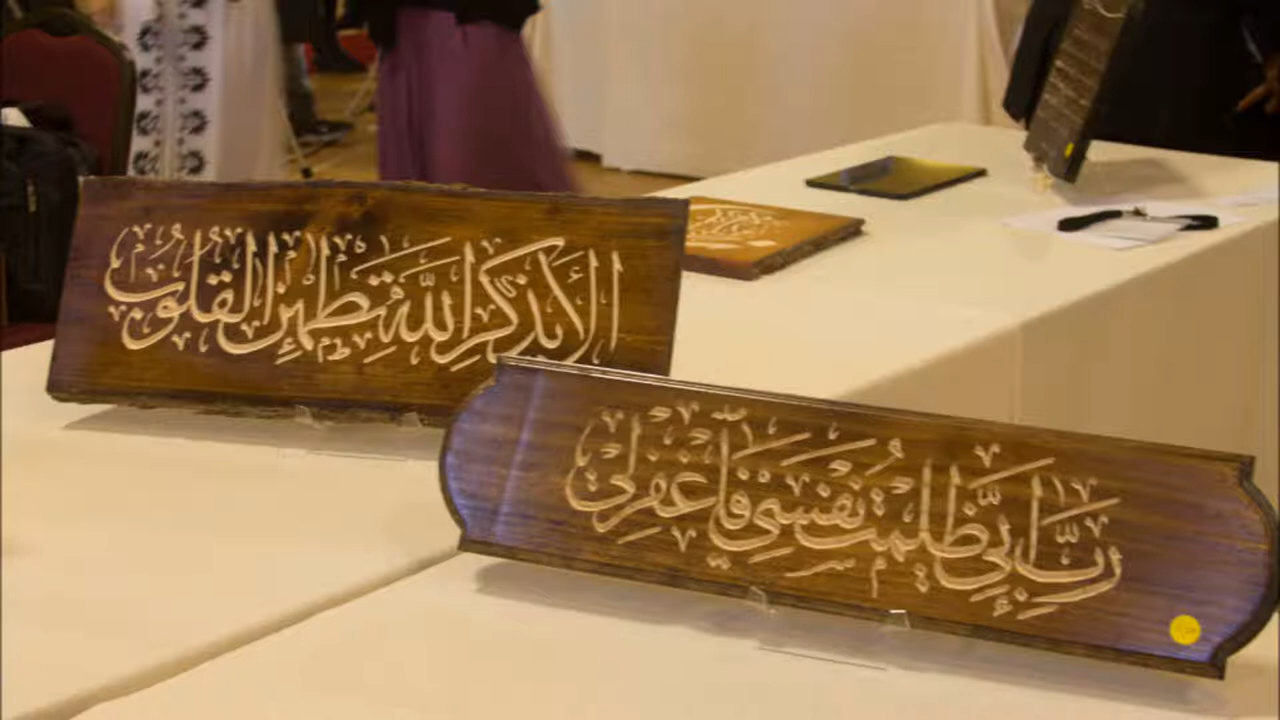 ألا بذكر الله تطمئن القلوب
رب إني ظلمت نفسي فاغفر لي